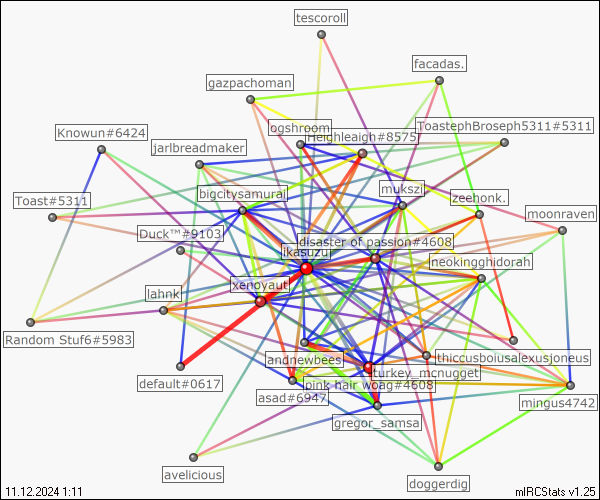 tescoroll
facadas.
gazpachoman
ogshroom
ToastephBroseph5311#5311
Knowun#6424
Heighleaigh#8575
jarlbreadmaker
mukszi
bigcitysamurai
Toast#5311
zeehonk.
moonraven
Duck™#9103
disaster of passion#4608
ikasuzu
neokingghidorah
xenoyaut
lahnk
Random Stuf6#5983
andnewbees
thiccusboiusalexusjoneus
turkey_mcnugget
default#0617
pink hair woag#4608
asad#6947
mingus4742
gregor_samsa
avelicious
doggerdig
11.12.2024 1:11
mIRCStats v1.25